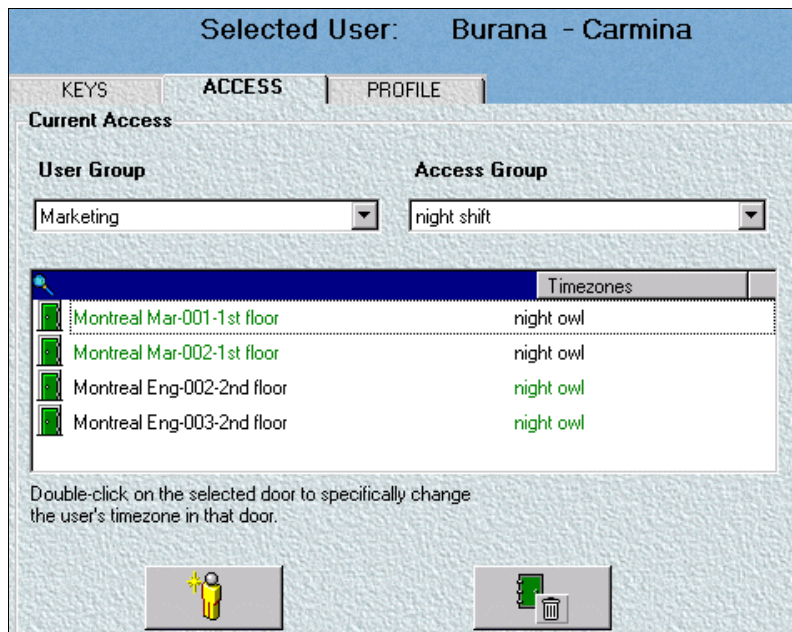 Selected User: Burana - Carmina
KEYS ACCESS PROFILE
Current Access
User Group Access Group
Marketing night shift
Timezones
Montreal Mar-001-1st floor night owl
Montreal Mar-002-1st floor night owl
Montreal Eng-002-2nd floor night owl
Montreal Eng-003-2nd floor night owl
Double-click on the selected door to specifically change
the user's timezone in that door.